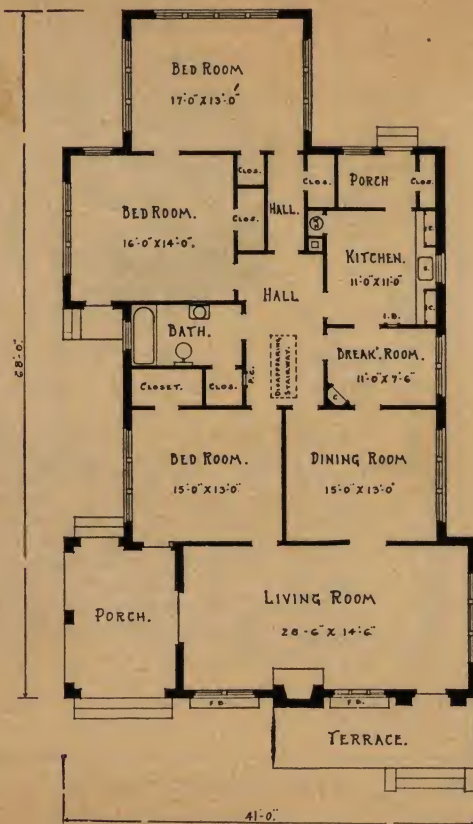 BED ROOM
17'-0" X 13'-0"
CLOS.
CLOS.
HALL.
CLOS.
PORCH
CLOS.
BED ROOM.
16'-0" X 14'-0".
KITCHEN.
11'-0" X 11'-0"
HALL
BATH.
I.B.
DISAPPEARING
STAIRWAY.
BREAK'. ROOM.
11'-0" X 7'-6"
CLOSET.
CLOS.
C.
BED ROOM.
15'-0" X 13'-0"
DINING ROOM
15'-0" X 13'-0"
68'-0".
PORCH.
LIVING ROOM
28'-6" X 14'-6"
F.B.
F.B.
TERRACE.
41'-0".